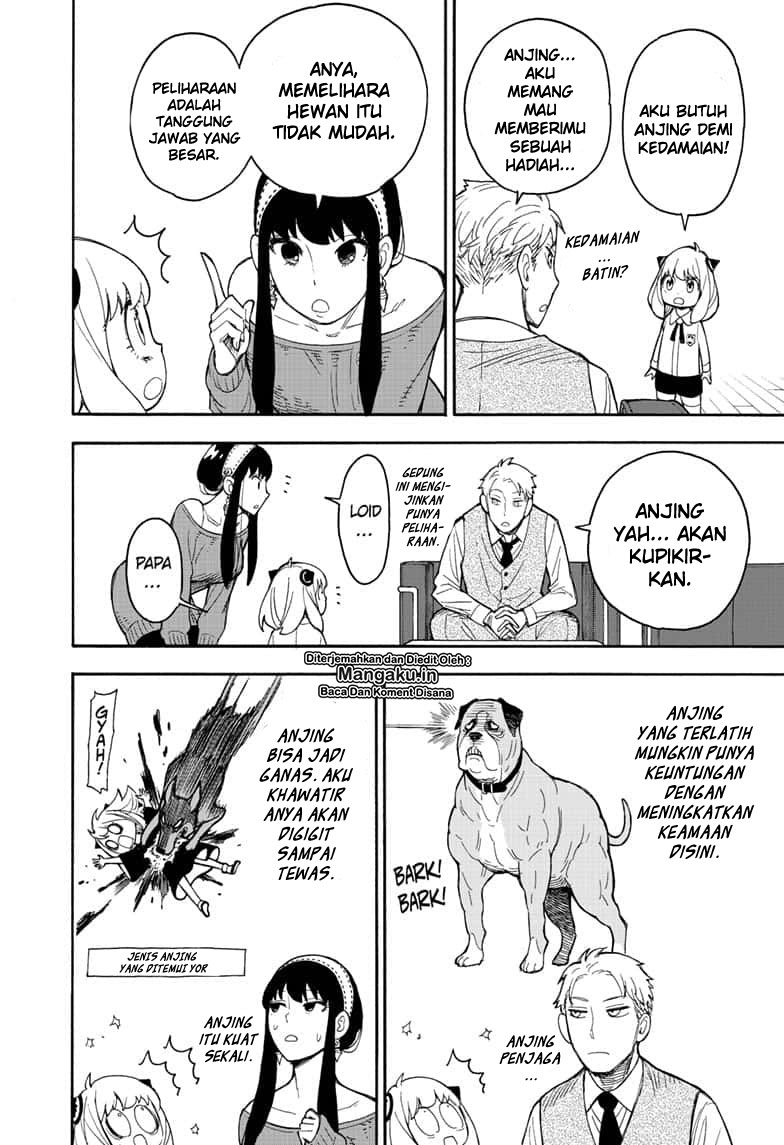 AKU BUTUH
ANJING DEMI
KEDAMAIAN!
ANJING...
AKU
MEMANG
MAU
MEMBERIMU
SEBUAH
HADIAH...
KEDAMAIAN
...
BATIN?
ANYA,
MEMELIHARA
HEWAN ITU
TIDAK MUDAH.
PELIHARAAN
ADALAH
TANGGUNG
JAWAB YANG
BESAR.
ANJING
YAH... AKAN
KUPIKIR-
KAN.
GEDUNG
INI MENGI-
JINKAN
PUNYA
PELIHA-
RAAN.
LOID
...
PAPA
...
Diterjemahkan dan Diedit Oleh :
Mangaku.in
Baca Dan Koment Disana
ANJING
YANG TERLATIH
MUNGKIN PUNYA
KEUNTUNGAN
DENGAN
MENINGKATKAN
KEAMAAN
DISINI.
BARK!
BARK!
ANJING
PENJAGA
...
ANJING
BISA JADI
GANAS. AKU
KHAWATIR
ANYA AKAN
DIGIGIT
SAMPAI
TEWAS.
GYAH!
JENIS ANJING
YANG DITEMUI YOR
ANJING
ITU KUAT
SEKALI.